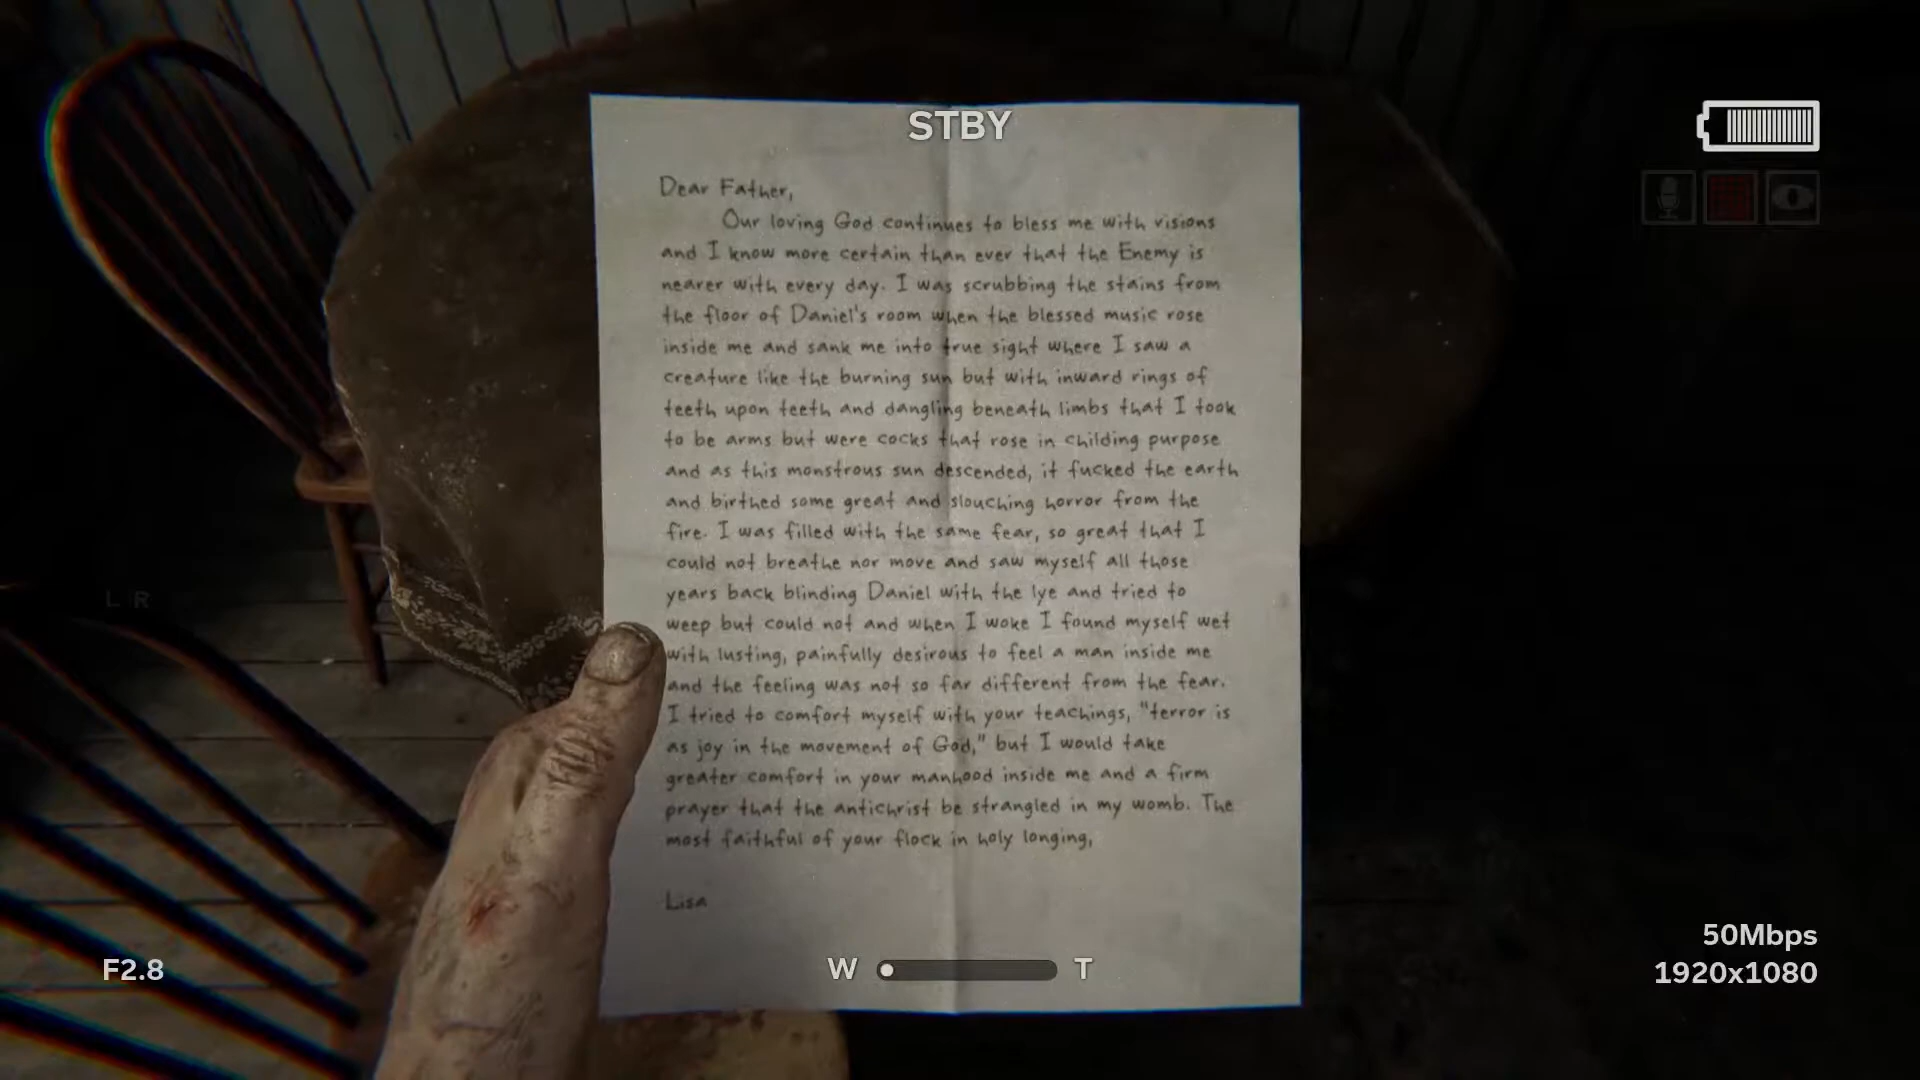 STBY
Dear Father,
Our loving God continues to bless me with visions
and I know more certain than ever that the Enemy is
nearer with every day. I was scrubbing the stains from
the floor of Daniel's room when the blessed music rose
inside me and sank me into true sight where I saw a
creature like the burning sun but with inward rings of
teeth upon teeth and dangling beneath limbs that I took
to be arms but were cocks that rose in childing purpose
and as this monstrous sun descended, it fucked the earth
and birthed some great and slouching horror from the
fire. I was filled with the same fear, so great that I
could not breathe nor move and saw myself all those
years back blinding Daniel with the lye and tried to
weep but could not and when I woke I found myself wet
with lusting, painfully desirous to feel a man inside me
and the feeling was not so far different from the fear.
I tried to comfort myself with your teachings, "terror is
as joy in the movement of God," but I would take
greater comfort in your manhood inside me and a firm
prayer that the antichrist be strangled in my womb. The
most faithful of your flock in holy longing,
Lisa
L R
F2.8
W T
50Mbps
1920x1080